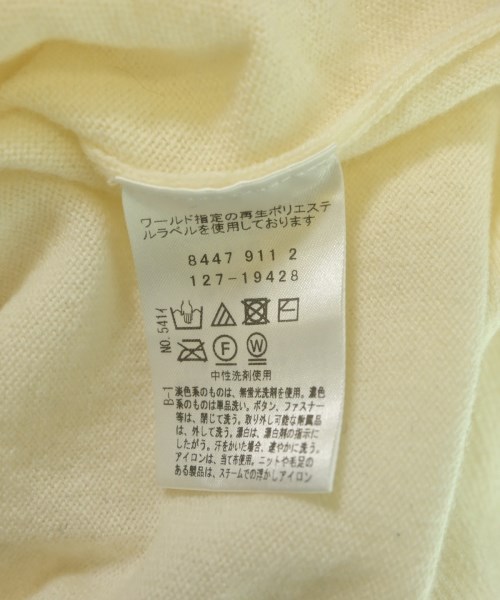 ワールド指定の再生ポリエステ
ルラベルを使用しております
8447 911 2
127-19428
NO. 5414
F W
中性洗剤使用
B-1
淡色系のものは、無蛍光洗剤を使用。濃色
系のものは単品洗い。ボタン、ファスナー
等は、閉じて洗う。取り外し可能な附属品
は、外して洗う。漂白は、漂白剤の指示に
したがう。汗をかいた場合、速やかに洗う。
アイロンは、当て布使用。ニットや毛足の
ある製品は、スチームでの浮かしアイロン